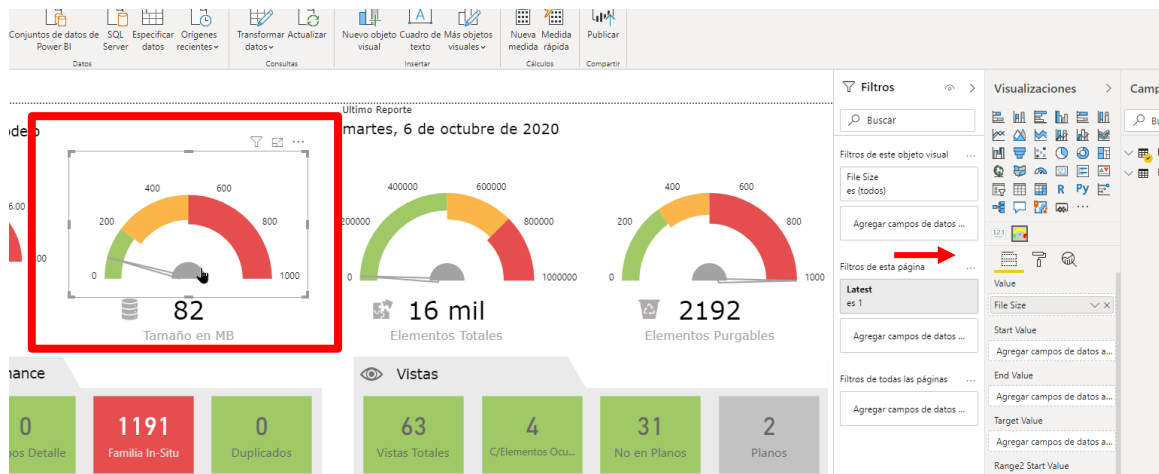 Conjuntos de datos de Power BI
SQL Server
Especificar datos
Orígenes recientes
Transformar datos
Actualizar
Nuevo objeto visual
Cuadro de texto
Más objetos visuales
Nueva medida
Medida rápida
Publicar
Datos
Consultas
Insertar
Cálculos
Compartir
Ultimo Reporte
martes, 6 de octubre de 2020
0
200
400
600
800
1000
82
Tamaño en MB
0
400000
600000
800000
1000000
16 mil
Elementos Totales
0
200
400
600
800
1000
2192
Elementos Purgables
Vistas
0
1191
Familia In-Situ
0
Duplicados
63
Vistas Totales
4
C/Elementos Ocu...
31
No en Planos
2
Planos
Filtros
Buscar
Filtros de este objeto visual
File Size
es (todos)
Agregar campos de datos ...
Filtros de esta página
Latest
es 1
Agregar campos de datos ...
Filtros de todas las páginas
Agregar campos de datos ...
Visualizaciones
R
Py
123
Value
File Size
Start Value
Agregar campos de datos a...
End Value
Agregar campos de datos a...
Target Value
Agregar campos de datos a...
Range2 Start Value